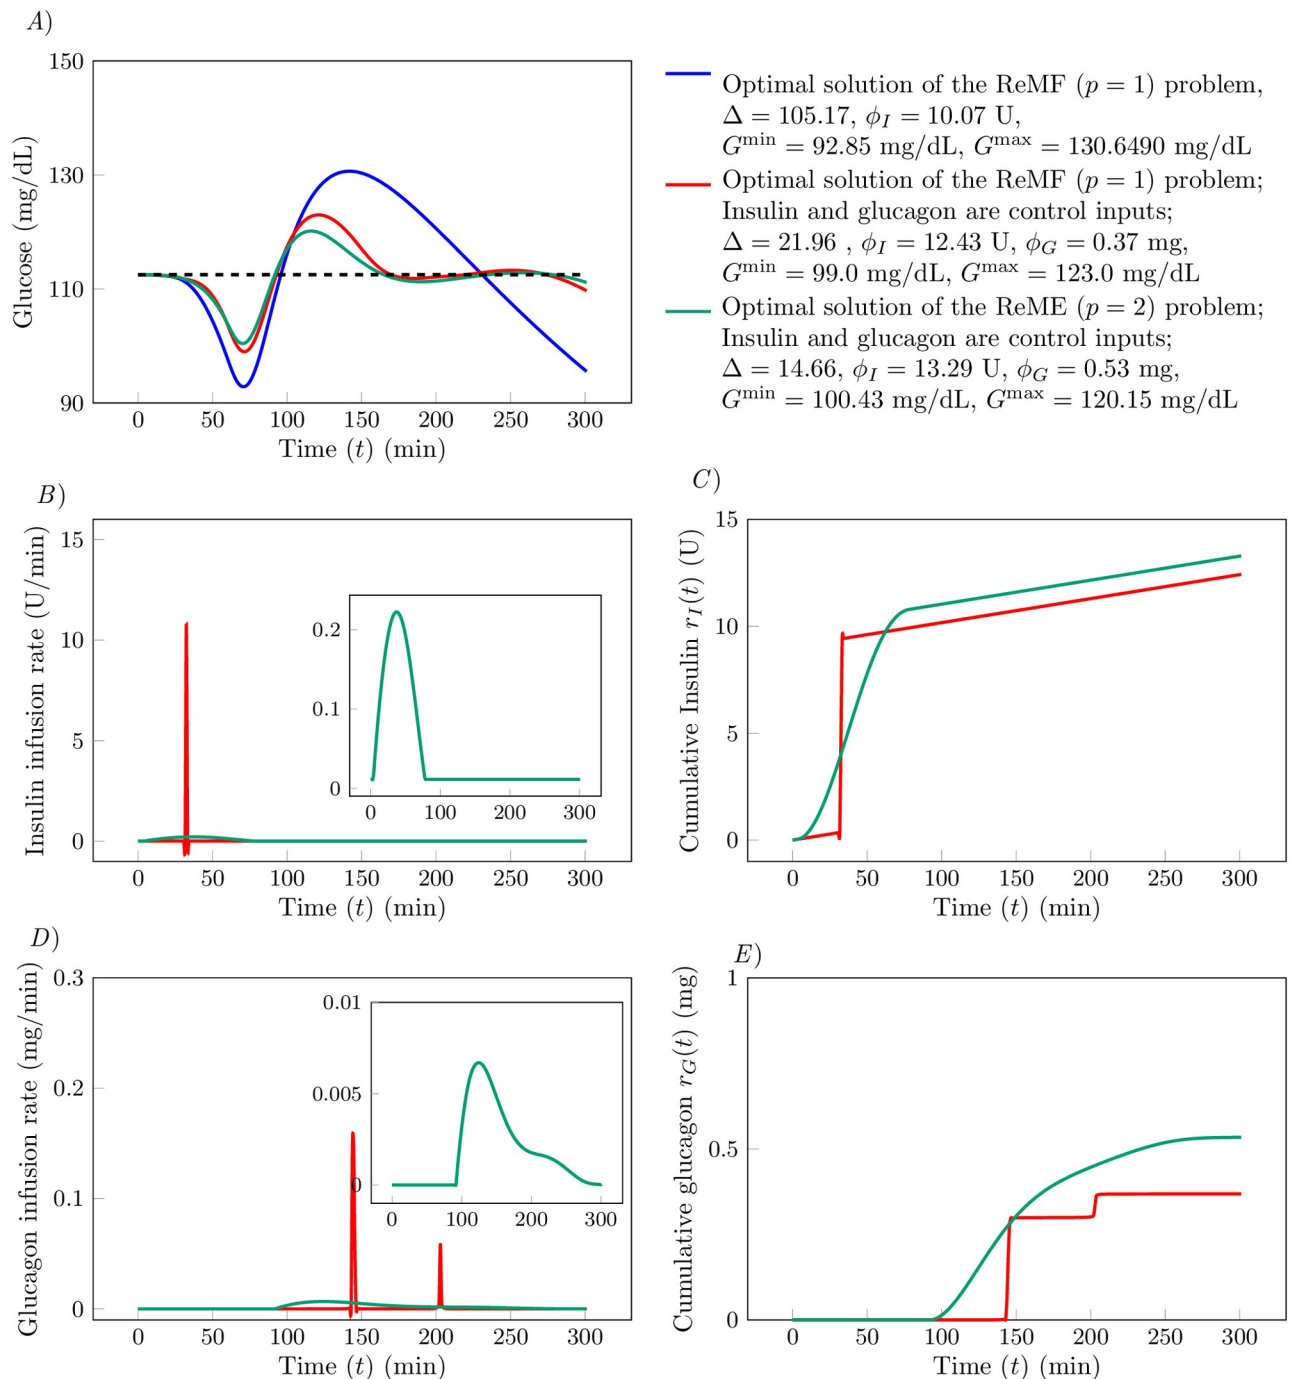 A)
150
130
110
90
Glucose (mg/dL)
0 50 100 150 200 250 300
Time (t) (min)
Optimal solution of the ReMF (p = 1) problem,
Δ = 105.17, ϕ_I = 10.07 U,
G^min = 92.85 mg/dL, G^max = 130.6490 mg/dL
Optimal solution of the ReMF (p = 1) problem;
Insulin and glucagon are control inputs;
Δ = 21.96 , ϕ_I = 12.43 U, ϕ_G = 0.37 mg,
G^min = 99.0 mg/dL, G^max = 123.0 mg/dL
Optimal solution of the ReME (p = 2) problem;
Insulin and glucagon are control inputs;
Δ = 14.66, ϕ_I = 13.29 U, ϕ_G = 0.53 mg,
G^min = 100.43 mg/dL, G^max = 120.15 mg/dL
B)
15
10
5
0
Insulin infusion rate (U/min)
0.2
0.1
0
0 100 200 300
0 50 100 150 200 250 300
Time (t) (min)
C)
15
10
5
0
Cumulative Insulin r_I(t) (U)
0 50 100 150 200 250 300
Time (t) (min)
D)
0.3
0.2
0.1
0
Glucagon infusion rate (mg/min)
0.01
0.005
0
0 100 200 300
0 50 100 150 200 250 300
Time (t) (min)
E)
1
0.5
0
Cumulative glucagon r_G(t) (mg)
0 50 100 150 200 250 300
Time (t) (min)